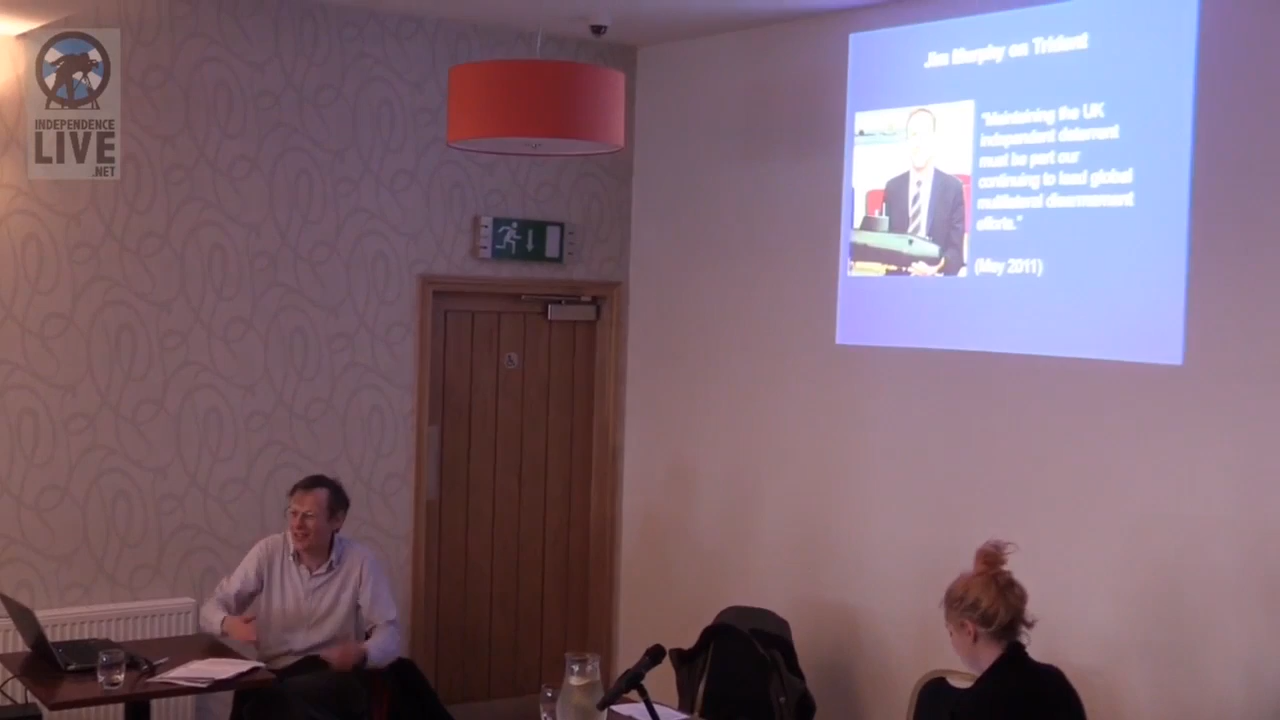 INDEPENDENCE
LIVE
.NET
Jim Murphy on Trident
"Maintaining the UK
independent deterrent
must be part our
continuing to lead global
multilateral disarmament
efforts."
(May 2011)